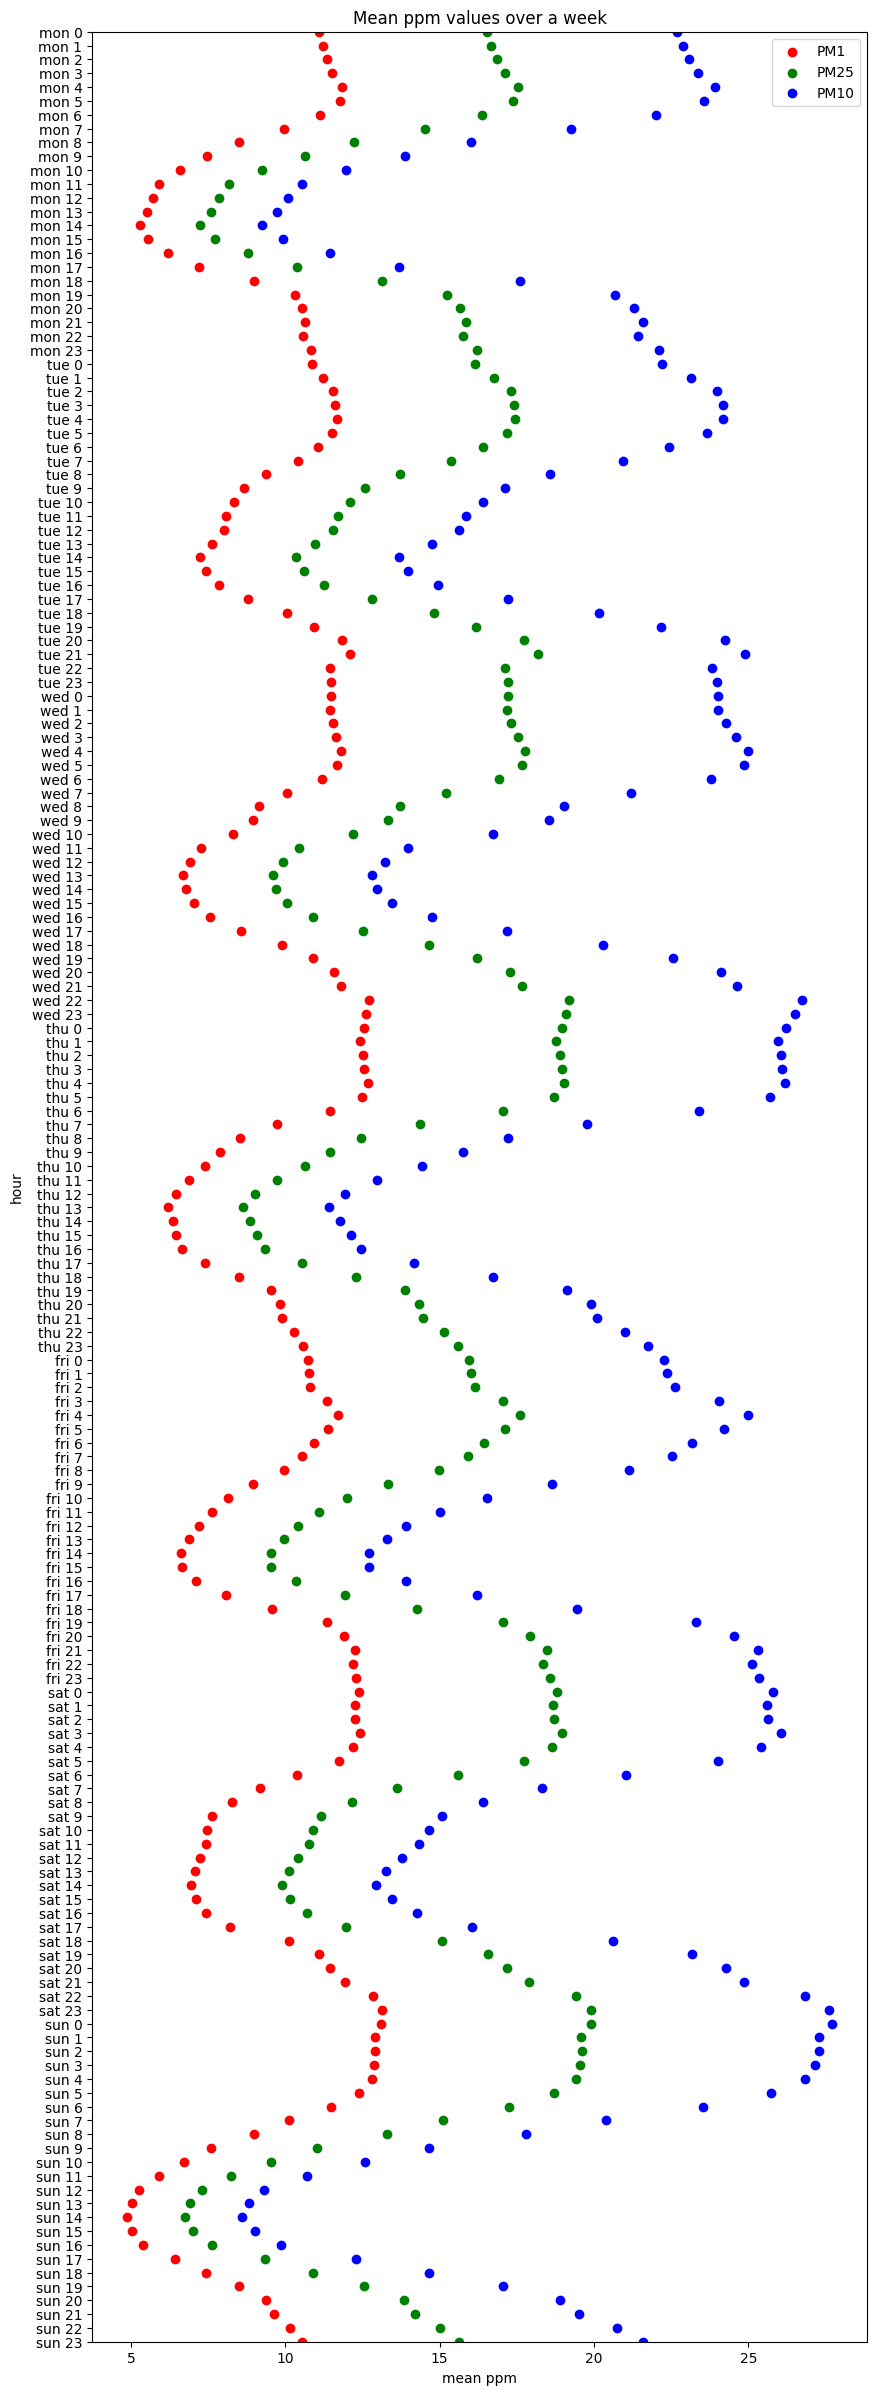 Mean ppm values over a week
PM1
PM25
PM10
mon 0
mon 1
mon 2
mon 3
mon 4
mon 5
mon 6
mon 7
mon 8
mon 9
mon 10
mon 11
mon 12
mon 13
mon 14
mon 15
mon 16
mon 17
mon 18
mon 19
mon 20
mon 21
mon 22
mon 23
tue 0
tue 1
tue 2
tue 3
tue 4
tue 5
tue 6
tue 7
tue 8
tue 9
tue 10
tue 11
tue 12
tue 13
tue 14
tue 15
tue 16
tue 17
tue 18
tue 19
tue 20
tue 21
tue 22
tue 23
wed 0
wed 1
wed 2
wed 3
wed 4
wed 5
wed 6
wed 7
wed 8
wed 9
wed 10
wed 11
wed 12
wed 13
wed 14
wed 15
wed 16
wed 17
wed 18
wed 19
wed 20
wed 21
wed 22
wed 23
thu 0
thu 1
thu 2
thu 3
thu 4
thu 5
thu 6
thu 7
thu 8
thu 9
thu 10
thu 11
thu 12
thu 13
thu 14
thu 15
thu 16
thu 17
thu 18
thu 19
thu 20
thu 21
thu 22
thu 23
fri 0
fri 1
fri 2
fri 3
fri 4
fri 5
fri 6
fri 7
fri 8
fri 9
fri 10
fri 11
fri 12
fri 13
fri 14
fri 15
fri 16
fri 17
fri 18
fri 19
fri 20
fri 21
fri 22
fri 23
sat 0
sat 1
sat 2
sat 3
sat 4
sat 5
sat 6
sat 7
sat 8
sat 9
sat 10
sat 11
sat 12
sat 13
sat 14
sat 15
sat 16
sat 17
sat 18
sat 19
sat 20
sat 21
sat 22
sat 23
sun 0
sun 1
sun 2
sun 3
sun 4
sun 5
sun 6
sun 7
sun 8
sun 9
sun 10
sun 11
sun 12
sun 13
sun 14
sun 15
sun 16
sun 17
sun 18
sun 19
sun 20
sun 21
sun 22
sun 23
hour
5 10 15 20 25
mean ppm